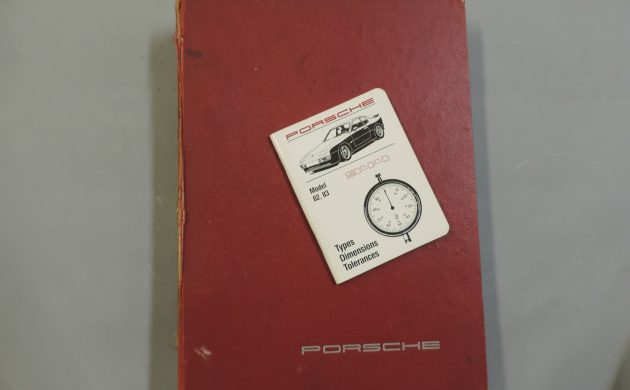 PORSCHE
Model
82, 83
Types
Dimensions
Tolerances
PORSCHE